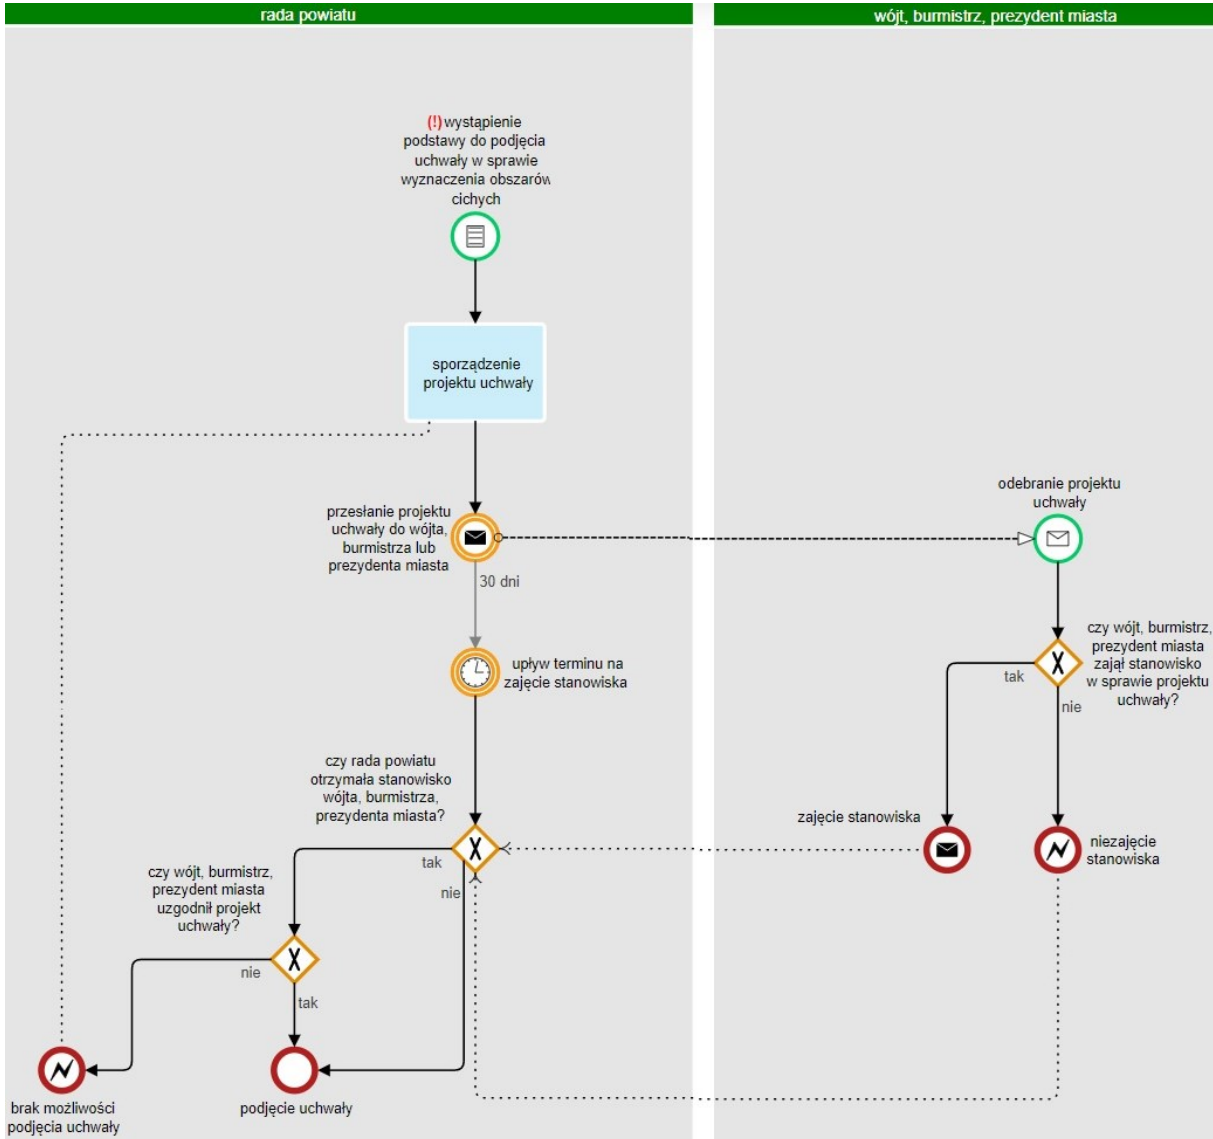 rada powiatu
wójt, burmistrz, prezydent miasta
(!) wystąpienie
podstawy do podjęcia
uchwały w sprawie
wyznaczenia obszarów
cichych
sporządzenie
projektu uchwały
przesłanie projektu
uchwały do wójta,
burmistrza lub
prezydenta miasta
odebranie projektu
uchwały
30 dni
upływ terminu na
zajęcie stanowiska
czy wójt, burmistrz,
prezydent miasta
zajął stanowisko
w sprawie projektu
uchwały?
tak
nie
czy rada powiatu
otrzymała stanowisko
wójta, burmistrza,
prezydenta miasta?
zajęcie stanowiska
niezajęcie
stanowiska
tak
nie
czy wójt, burmistrz,
prezydent miasta
uzgodnił projekt
uchwały?
nie
tak
brak możliwości
podjęcia uchwały
podjęcie uchwały